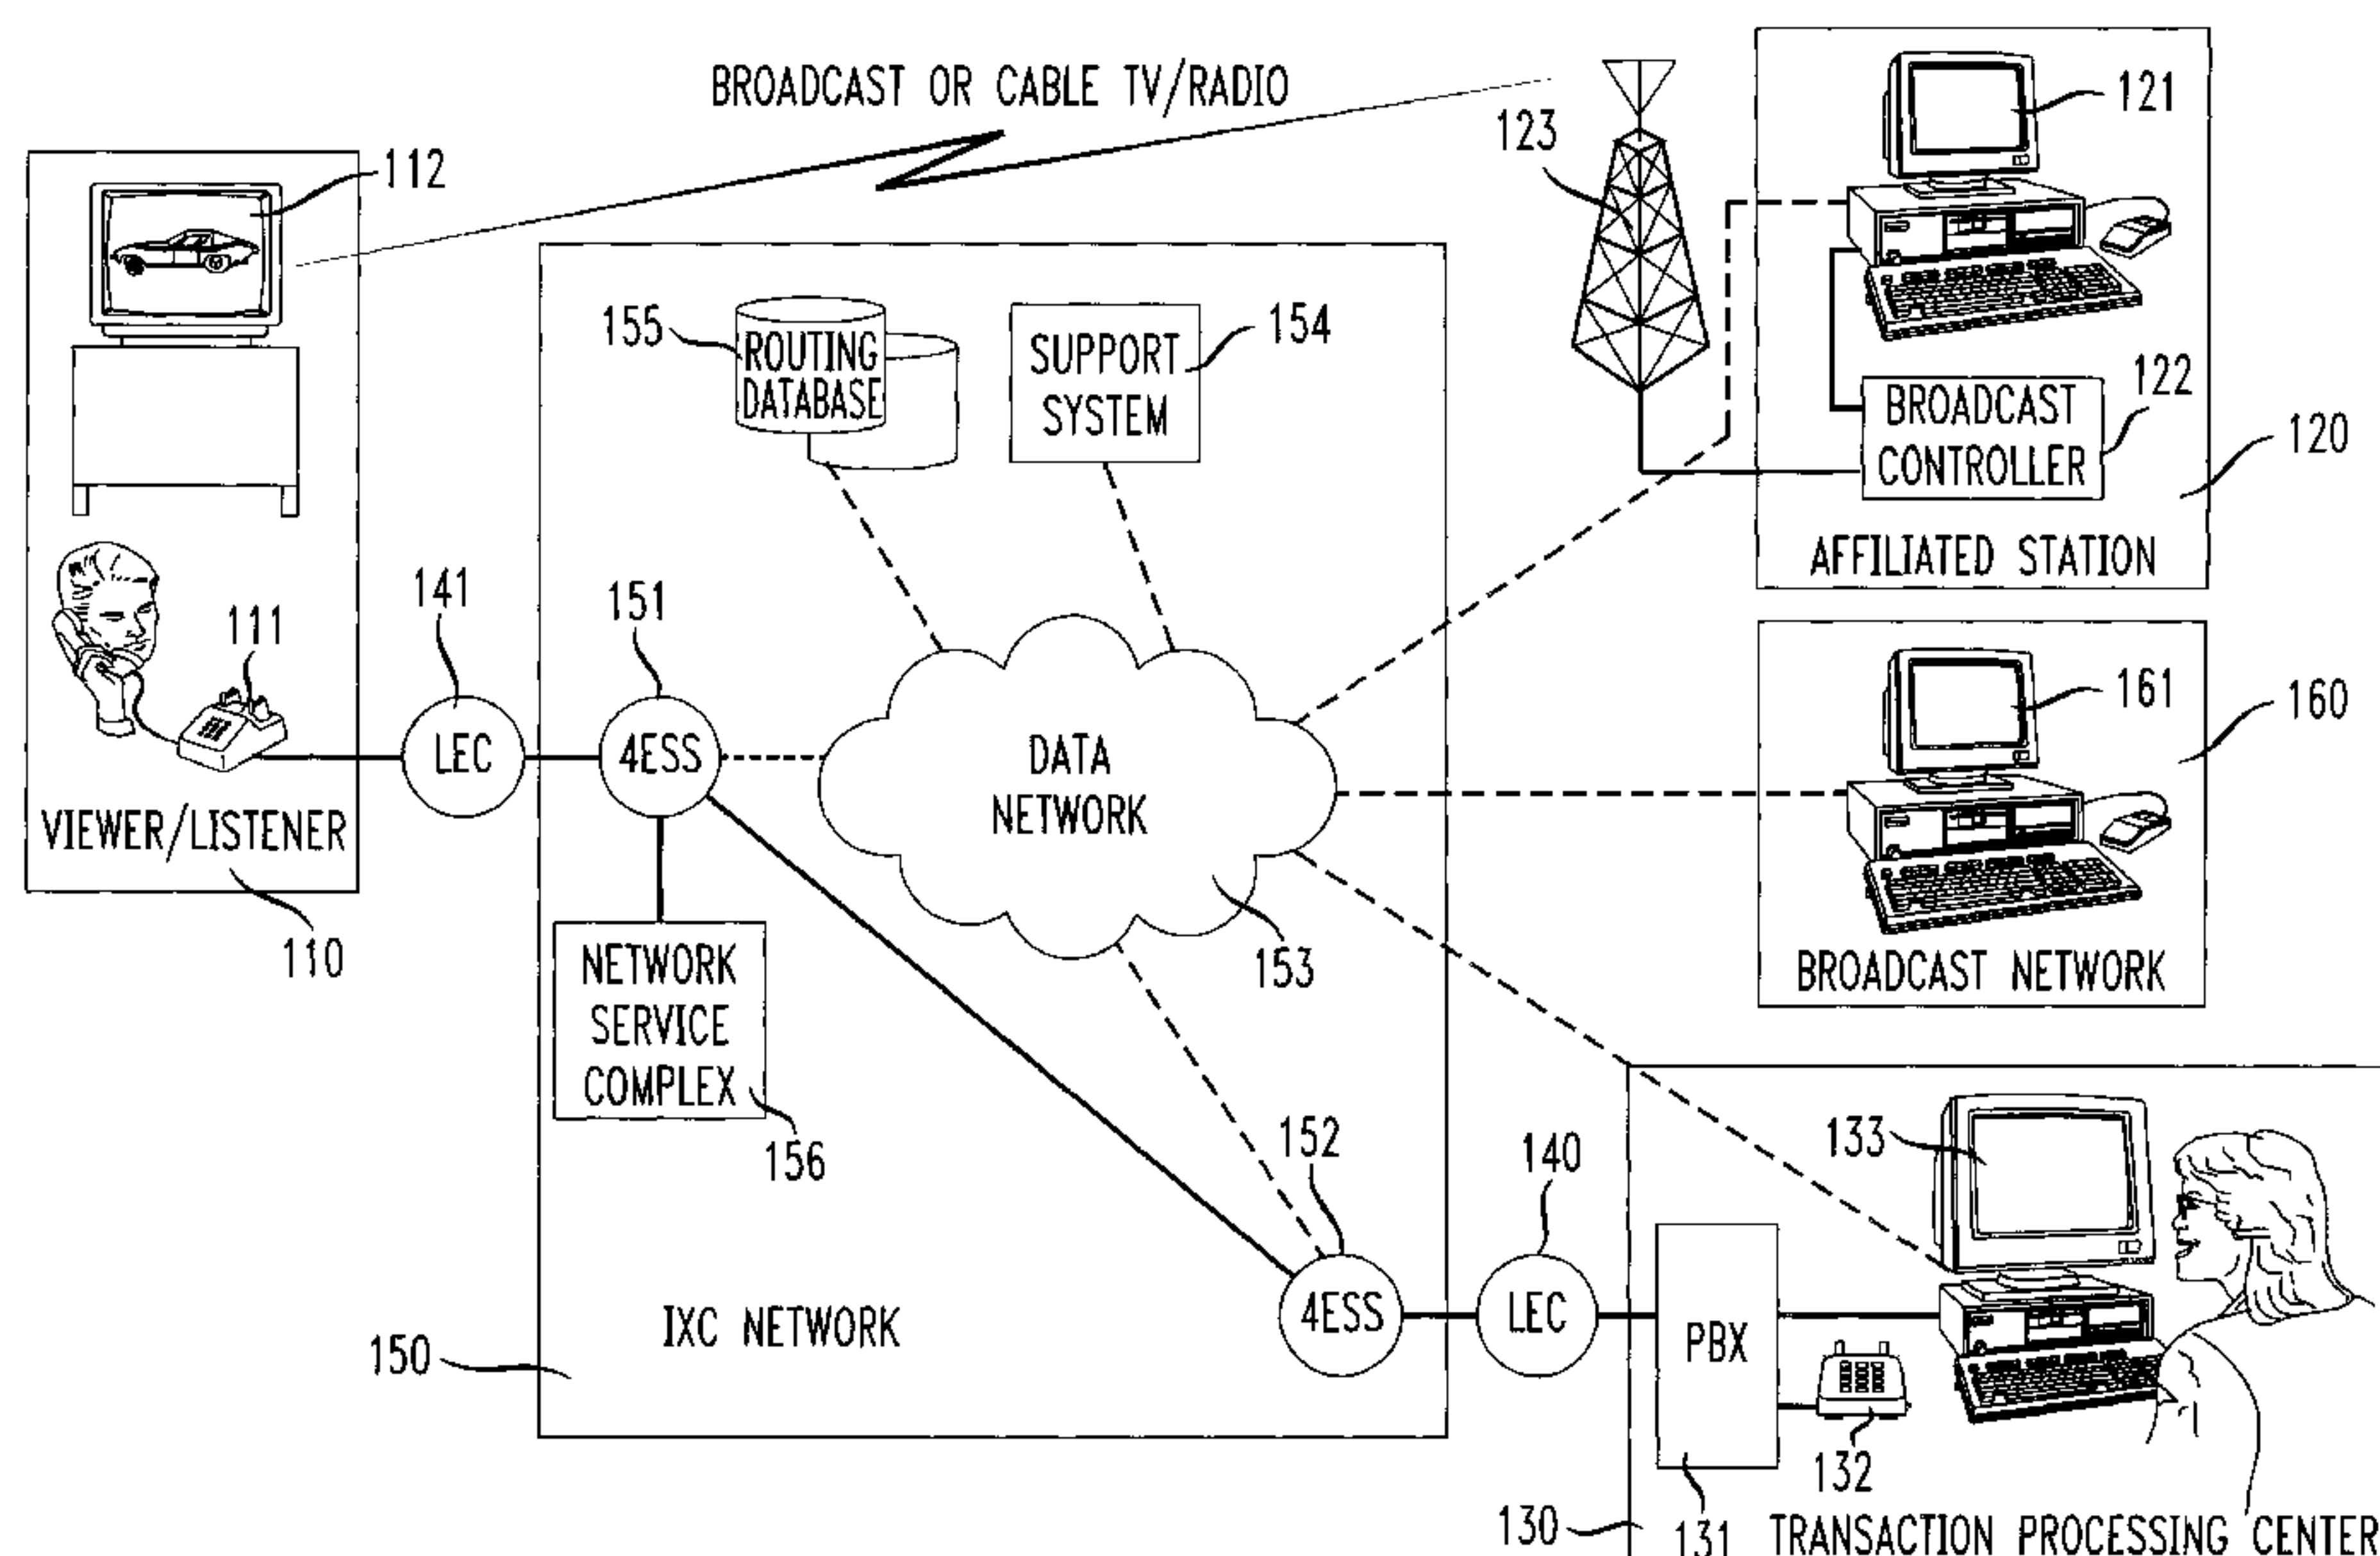 BROADCAST OR CABLE TV/RADIO
112
123
121
155
ROUTING
DATABASE
SUPPORT
SYSTEM
154
BROADCAST
CONTROLLER
122
120
AFFILIATED STATION
111
141
151
LEC
4ESS
DATA
NETWORK
161
160
VIEWER/LISTENER
110
NETWORK
SERVICE
COMPLEX
156
153
BROADCAST NETWORK
152
140
133
IXC NETWORK
150
4ESS
LEC
PBX
132
130
131
TRANSACTION PROCESSING CENTER